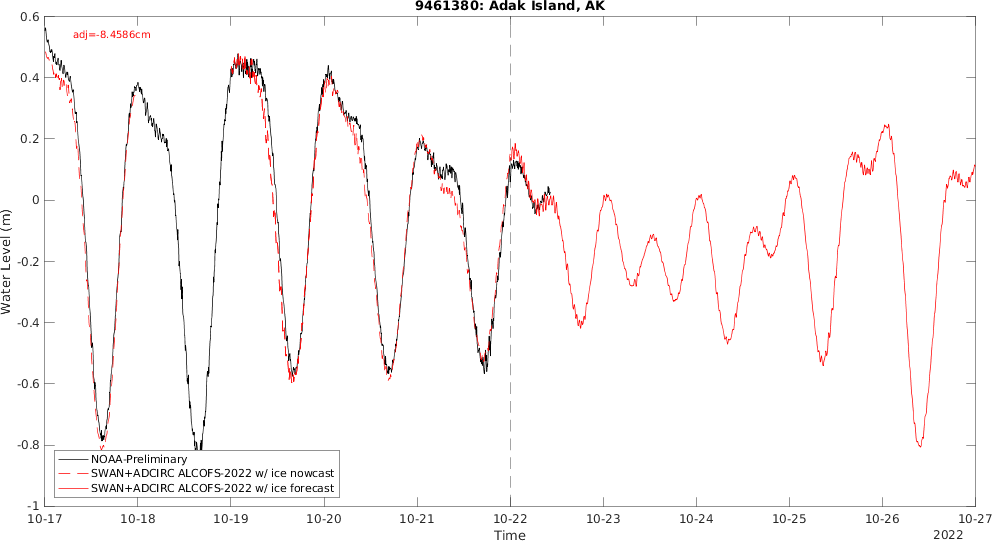 9461380: Adak Island, AK
adj=-8.4586cm
0.6
0.4
0.2
0
-0.2
-0.4
-0.6
-0.8
-1
Water Level (m)
NOAA-Preliminary
SWAN+ADCIRC ALCOFS-2022 w/ ice nowcast
SWAN+ADCIRC ALCOFS-2022 w/ ice forecast
10-17 10-18 10-19 10-20 10-21 10-22 10-23 10-24 10-25 10-26 10-27
Time
2022